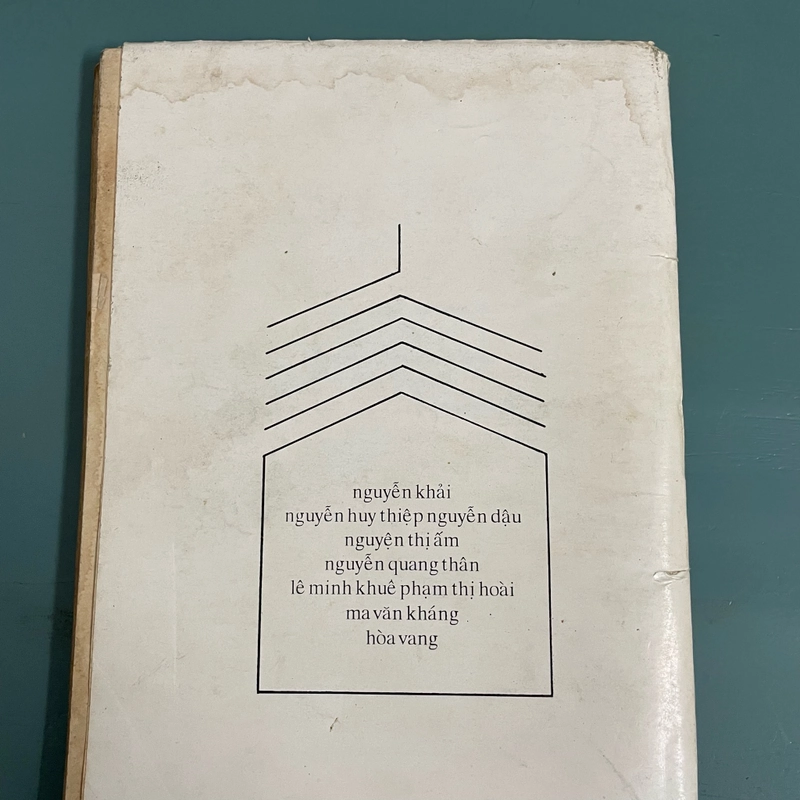 nguyễn khải
nguyễn huy thiệp nguyễn dậu
nguyện thị ấm
nguyễn quang thân
lê minh khuê phạm thị hoài
ma văn kháng
hòa vang